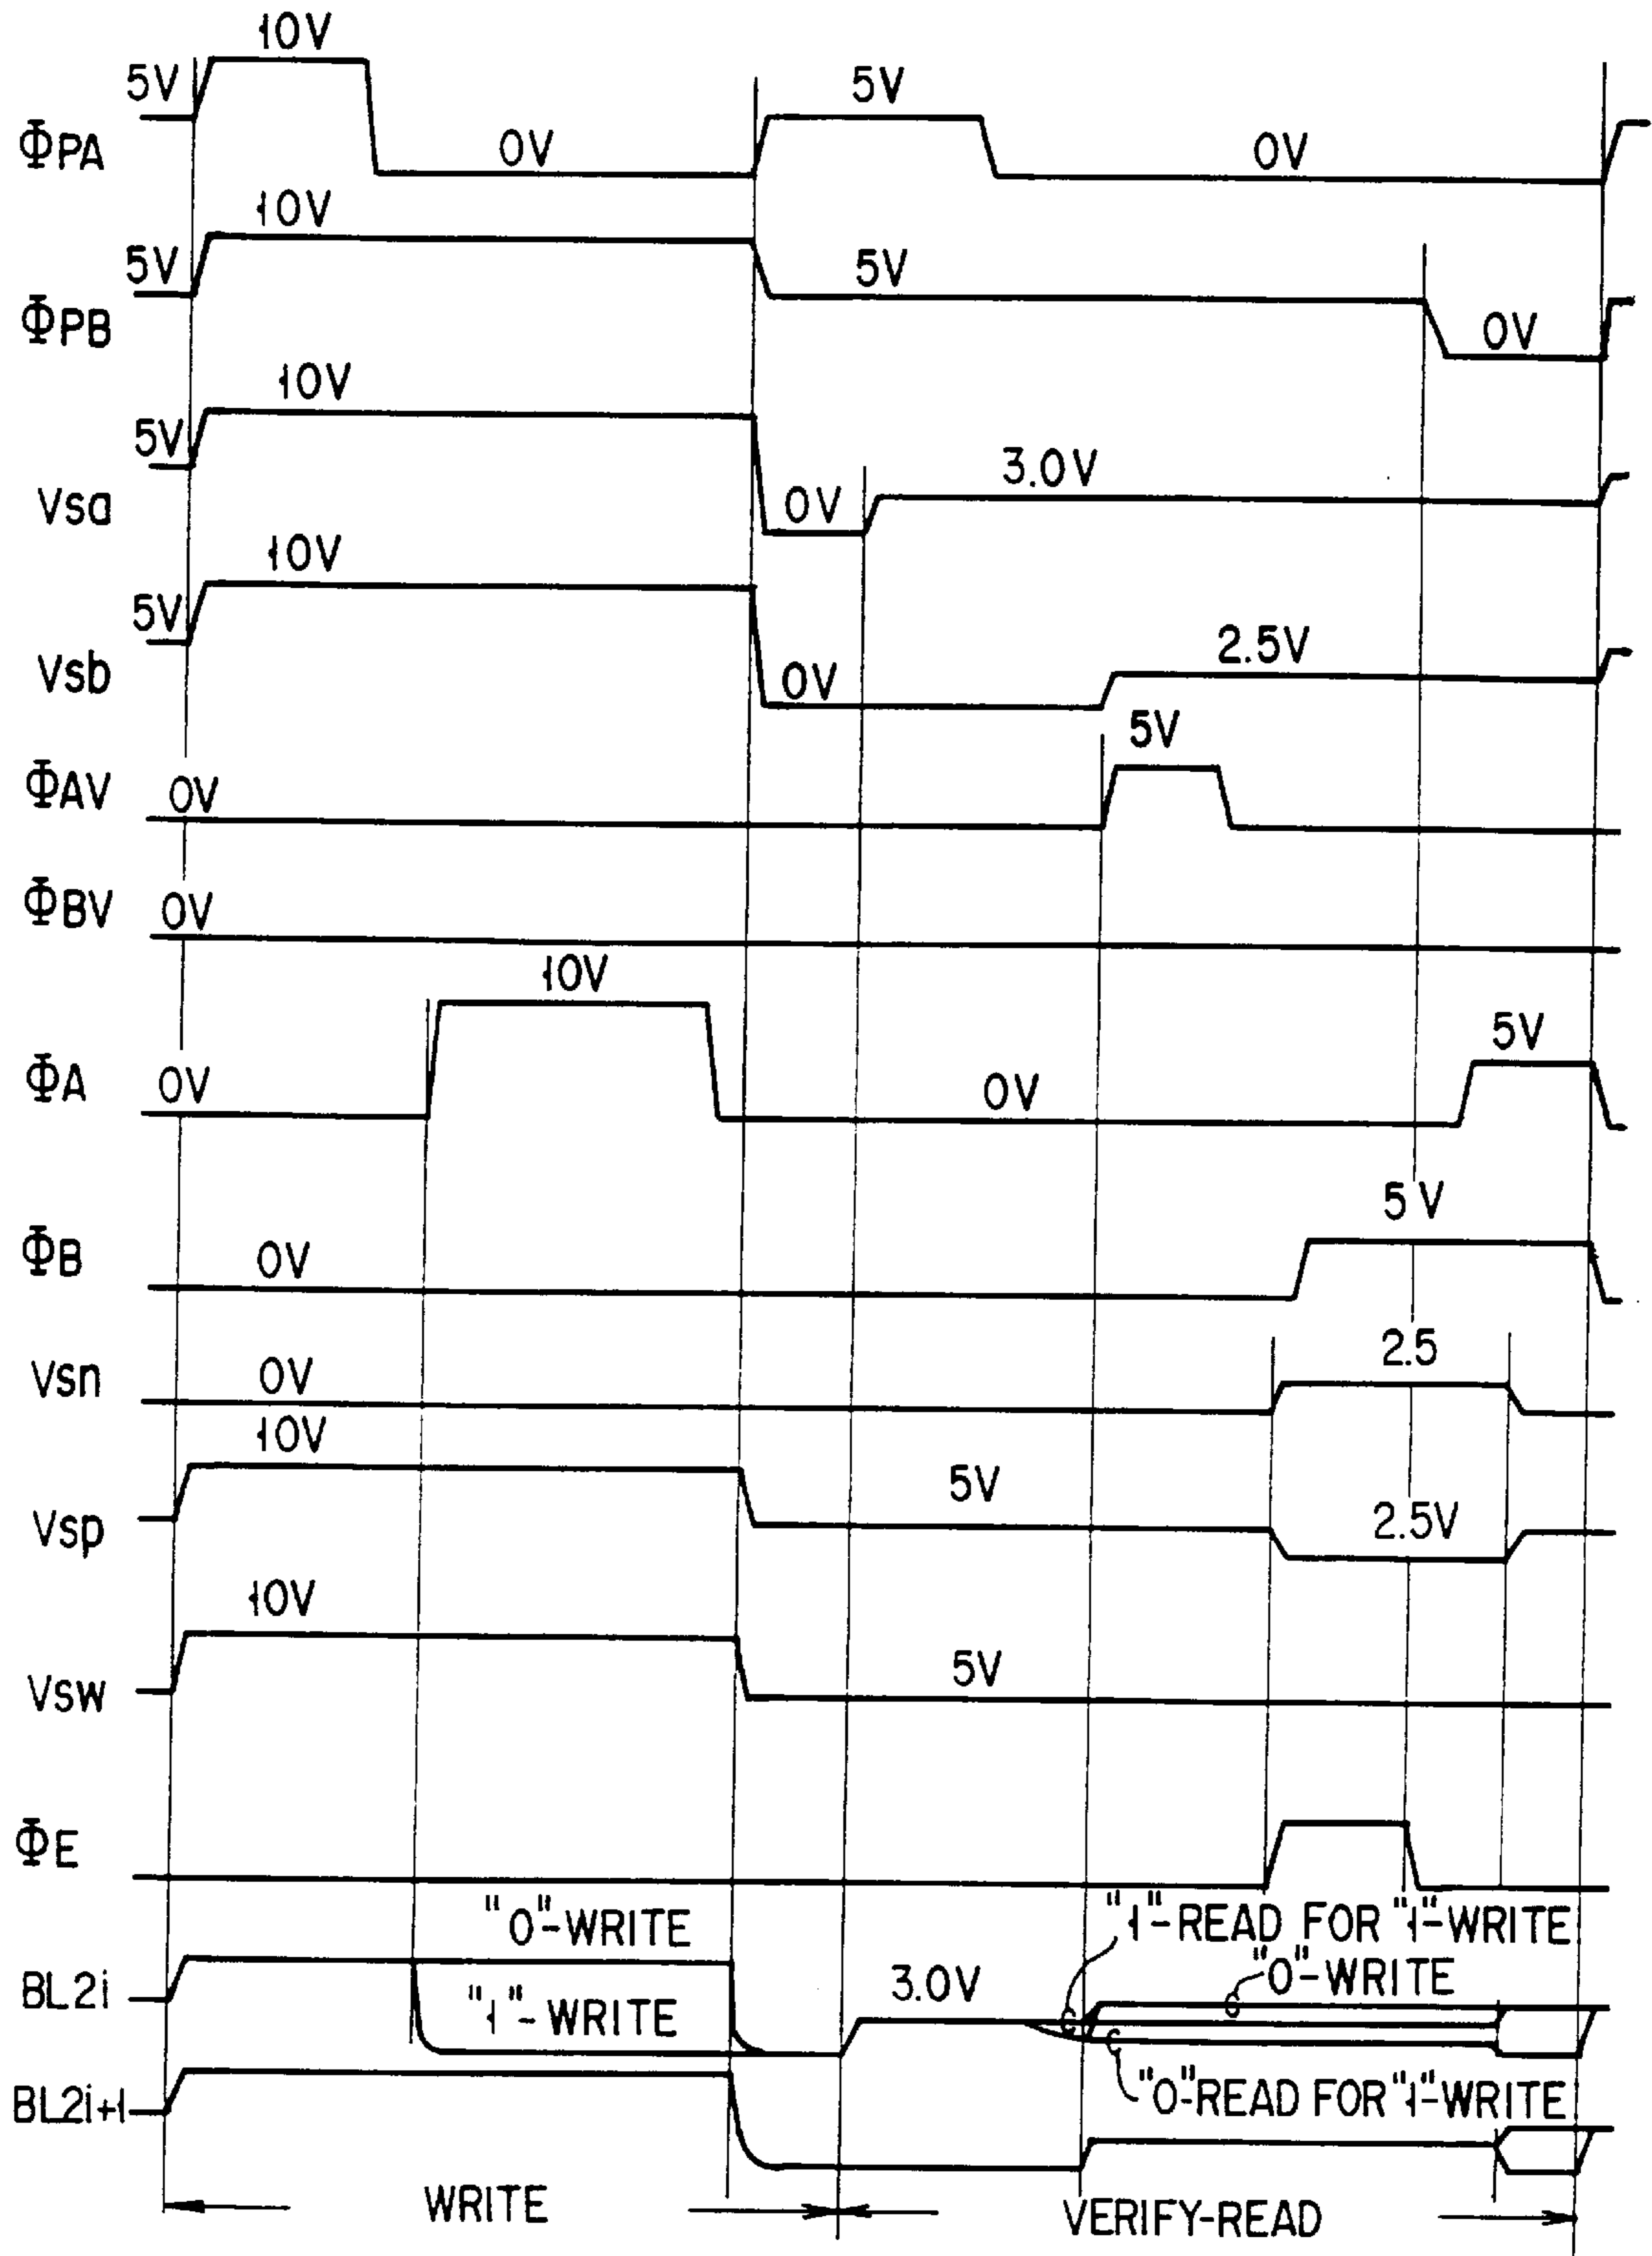 10V
5V 5V
ΦPA 0V 0V
10V
5V 5V
ΦPB 0V
10V
5V 3.0V
Vsa 0V
10V
5V 2.5V
Vsb 0V
5V
ΦAV 0V
ΦBV 0V
10V
5V
ΦA 0V 0V
5V
ΦB 0V
2.5
Vsn 0V
10V
5V
Vsp 2.5V
10V
Vsw 5V
ΦE
"0"-WRITE "1"-READ FOR "1"-WRITE
BL2i 3.0V "0"-WRITE
"1"-WRITE
"0"-READ FOR "1"-WRITE
BL2i+1
WRITE VERIFY-READ